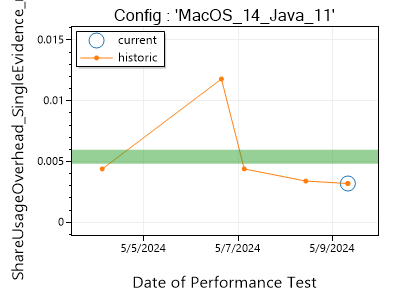 Config : 'MacOS_14_Java_11'
current
historic
0.015
0.01
0.005
0
5/5/2024
5/7/2024
5/9/2024
Date of Performance Test
ShareUsageOverhead_SingleEvidence_